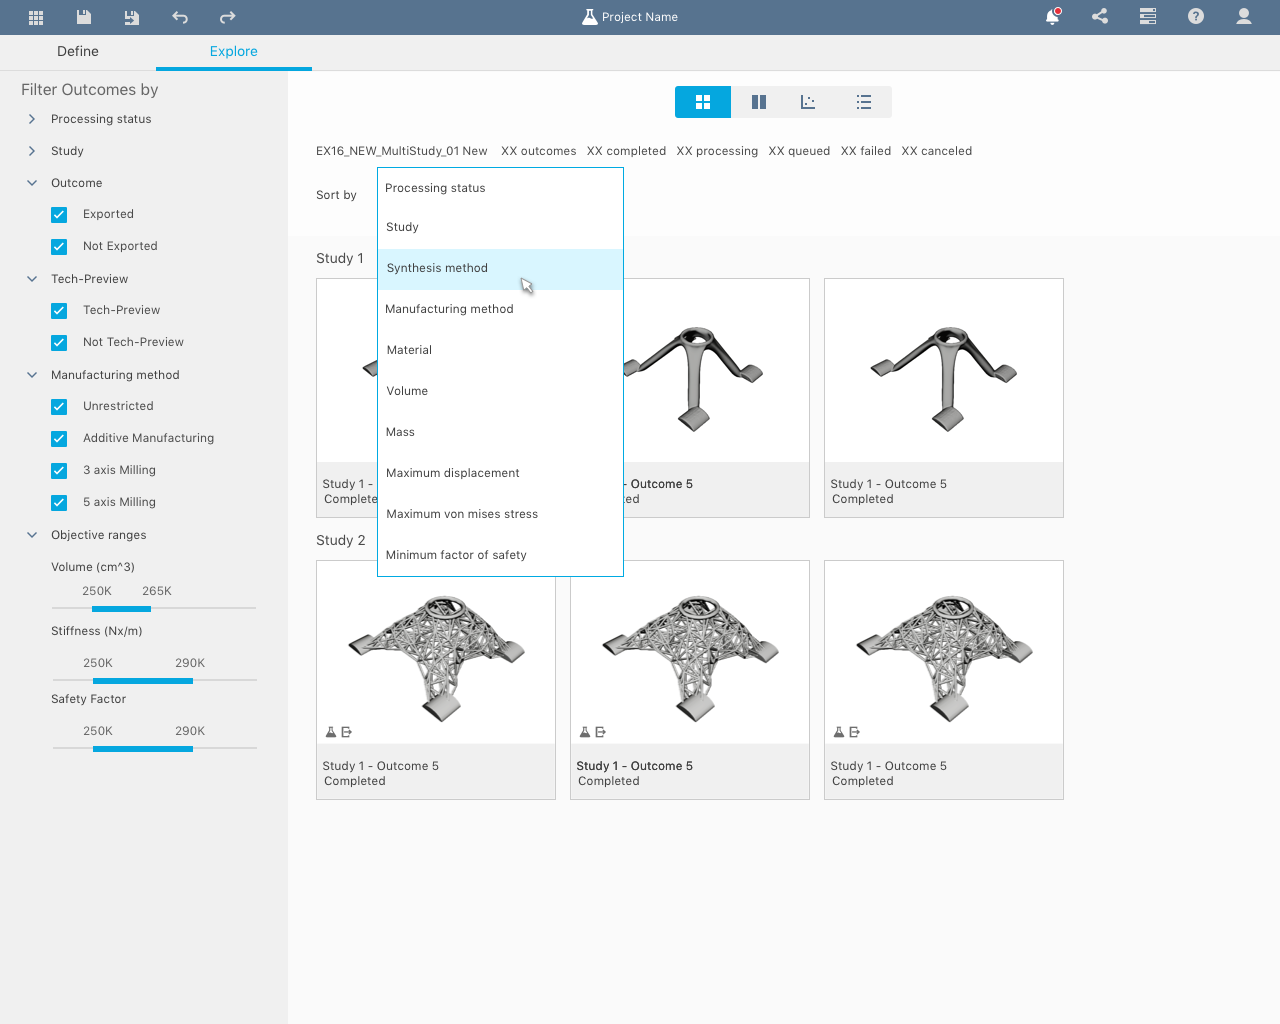 Project Name
Define
Explore
Filter Outcomes by
Processing status
Study
Outcome
Exported
Not Exported
Tech-Preview
Tech-Preview
Not Tech-Preview
Manufacturing method
Unrestricted
Additive Manufacturing
3 axis Milling
5 axis Milling
Objective ranges
Volume (cm^3)
250K 265K
Stiffness (Nx/m)
250K 290K
Safety Factor
250K 290K
EX16_NEW_MultiStudy_01 New XX outcomes XX completed XX processing XX queued XX failed XX canceled
Sort by
Processing status
Study
Synthesis method
Manufacturing method
Material
Volume
Mass
Maximum displacement
Maximum von mises stress
Minimum factor of safety
Study 1
Study 1 -
Complete
- Outcome 5
ed
Study 1 - Outcome 5
Completed
Study 2
Study 1 - Outcome 5
Completed
Study 1 - Outcome 5
Completed
Study 1 - Outcome 5
Completed